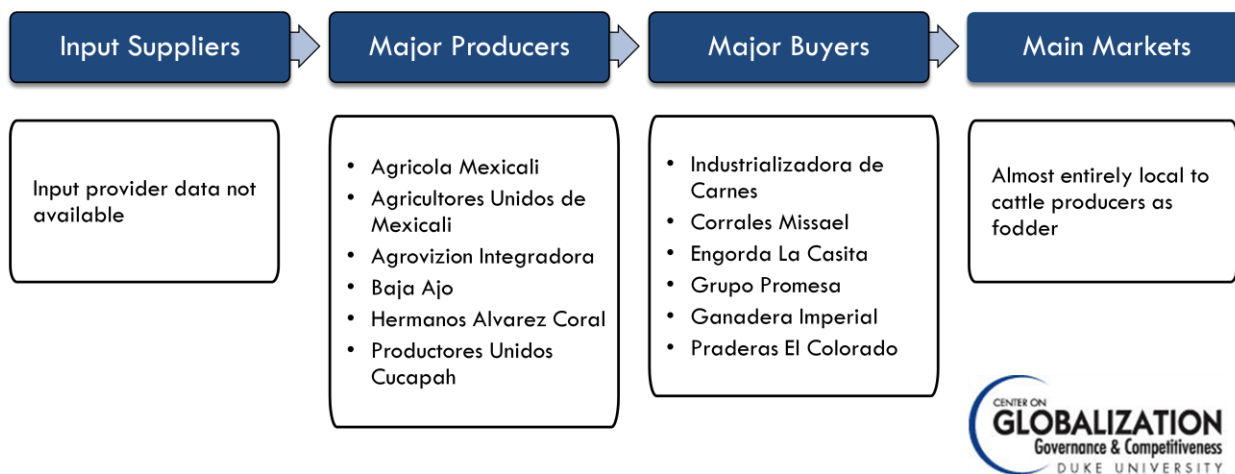 Input Suppliers
Major Producers
Major Buyers
Main Markets
Input provider data not
available
• Agricola Mexicali
• Agricultores Unidos de
Mexicali
• Agrovizion Integradora
• Baja Ajo
• Hermanos Alvarez Coral
• Productores Unidos
Cucapah
• Industrializadora de
Carnes
• Corrales Missael
• Engorda La Casita
• Grupo Promesa
• Ganadera Imperial
• Praderas El Colorado
Almost entirely local to
cattle producers as
fodder
CENTER ON
GLOBALIZATION
Governance & Competitiveness
DUKE UNIVERSITY